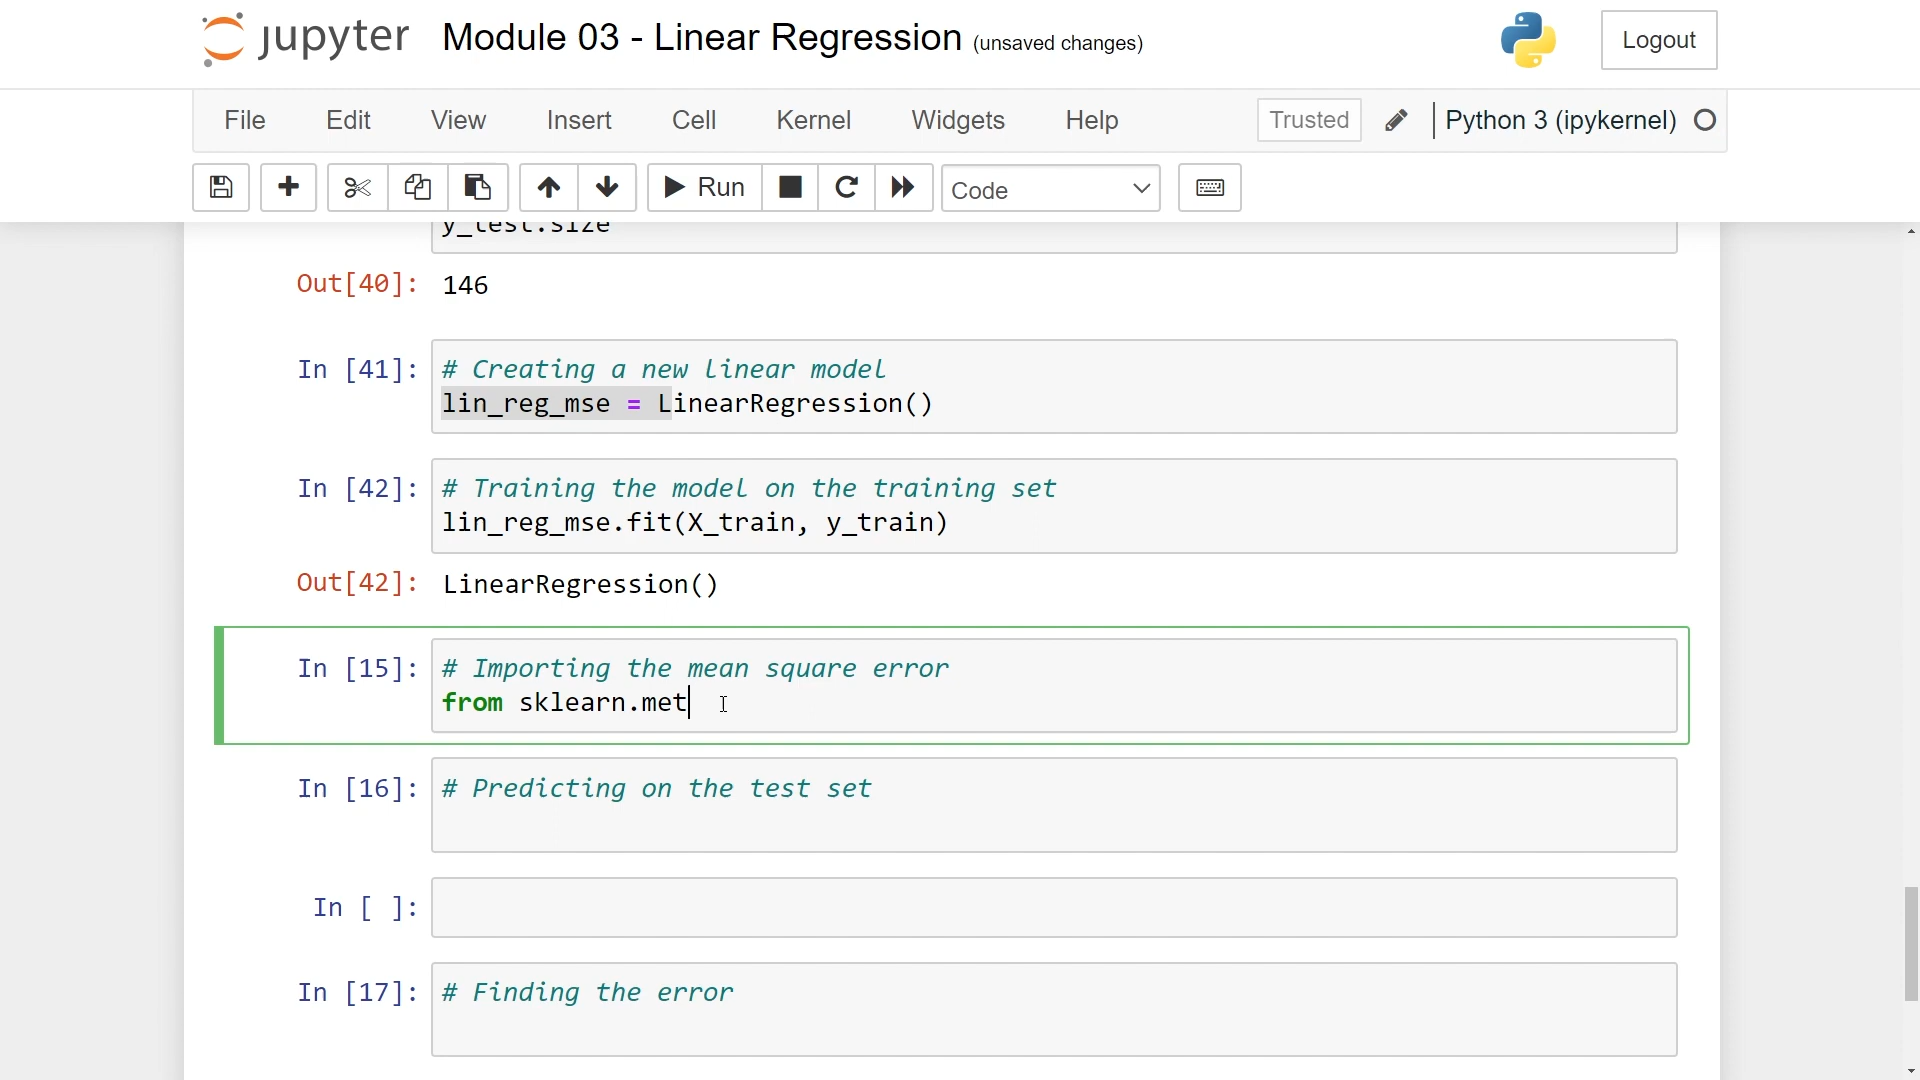 jupyter Module 03 - Linear Regression (unsaved changes) Logout
File Edit View Insert Cell Kernel Widgets Help Trusted Python 3 (ipykernel)
Run Code
y_test.size
Out[40]: 146
In [41]: # Creating a new linear model
lin_reg_mse = LinearRegression()
In [42]: # Training the model on the training set
lin_reg_mse.fit(X_train, y_train)
Out[42]: LinearRegression()
In [15]: # Importing the mean square error
from sklearn.met
In [16]: # Predicting on the test set
In [ ]:
In [17]: # Finding the error